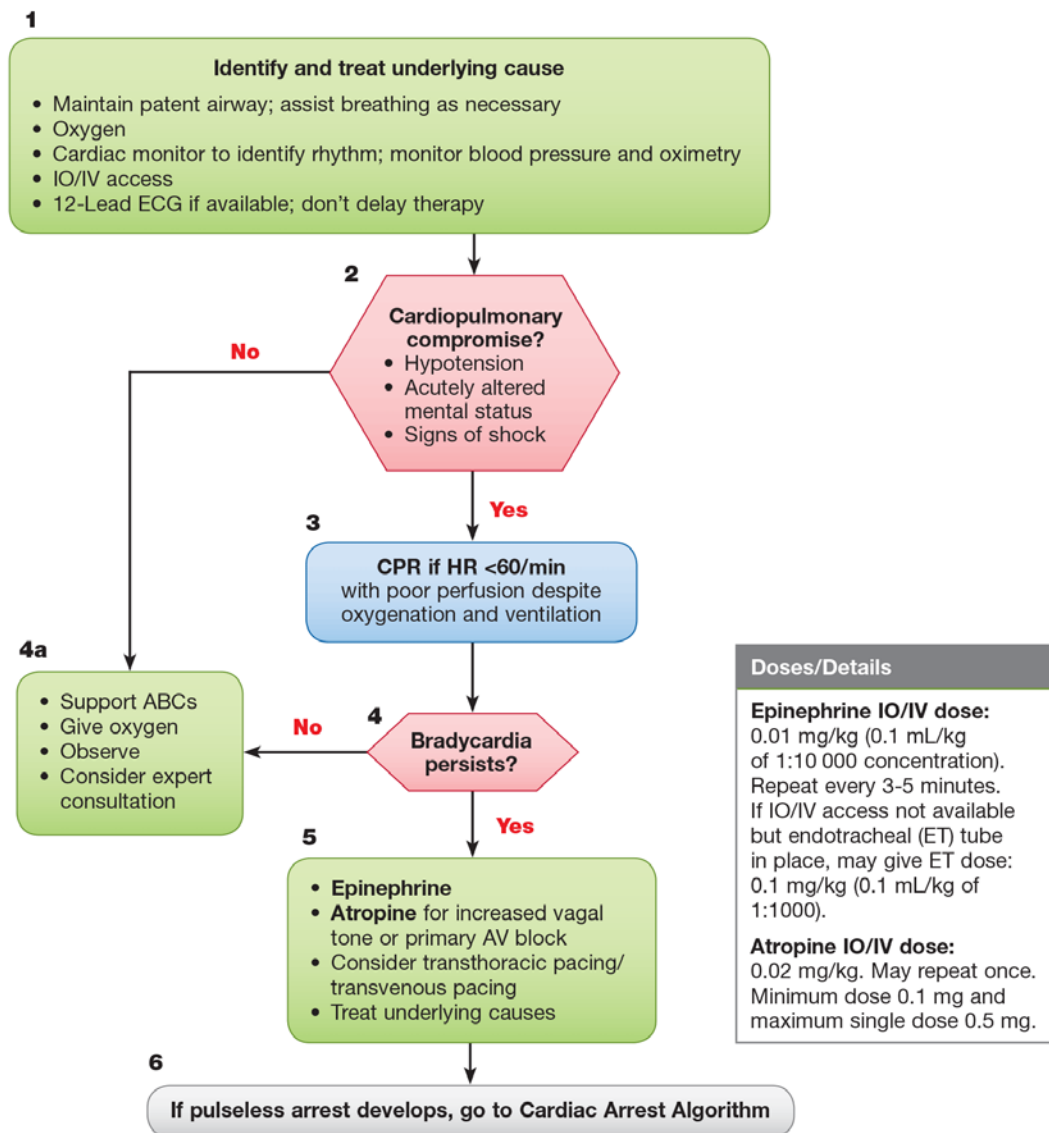 1
Identify and treat underlying cause
• Maintain patent airway; assist breathing as necessary
• Oxygen
• Cardiac monitor to identify rhythm; monitor blood pressure and oximetry
• IO/IV access
• 12-Lead ECG if available; don't delay therapy
2
Cardiopulmonary
compromise?
• Hypotension
• Acutely altered
mental status
• Signs of shock
No
Yes
3
CPR if HR <60/min
with poor perfusion despite
oxygenation and ventilation
4a
• Support ABCs
• Give oxygen
• Observe
• Consider expert
consultation
No
4
Bradycardia
persists?
Yes
5
• Epinephrine
• Atropine for increased vagal
tone or primary AV block
• Consider transthoracic pacing/
transvenous pacing
• Treat underlying causes
6
If pulseless arrest develops, go to Cardiac Arrest Algorithm
Doses/Details
Epinephrine IO/IV dose:
0.01 mg/kg (0.1 mL/kg
of 1:10 000 concentration).
Repeat every 3-5 minutes.
If IO/IV access not available
but endotracheal (ET) tube
in place, may give ET dose:
0.1 mg/kg (0.1 mL/kg of
1:1000).
Atropine IO/IV dose:
0.02 mg/kg. May repeat once.
Minimum dose 0.1 mg and
maximum single dose 0.5 mg.